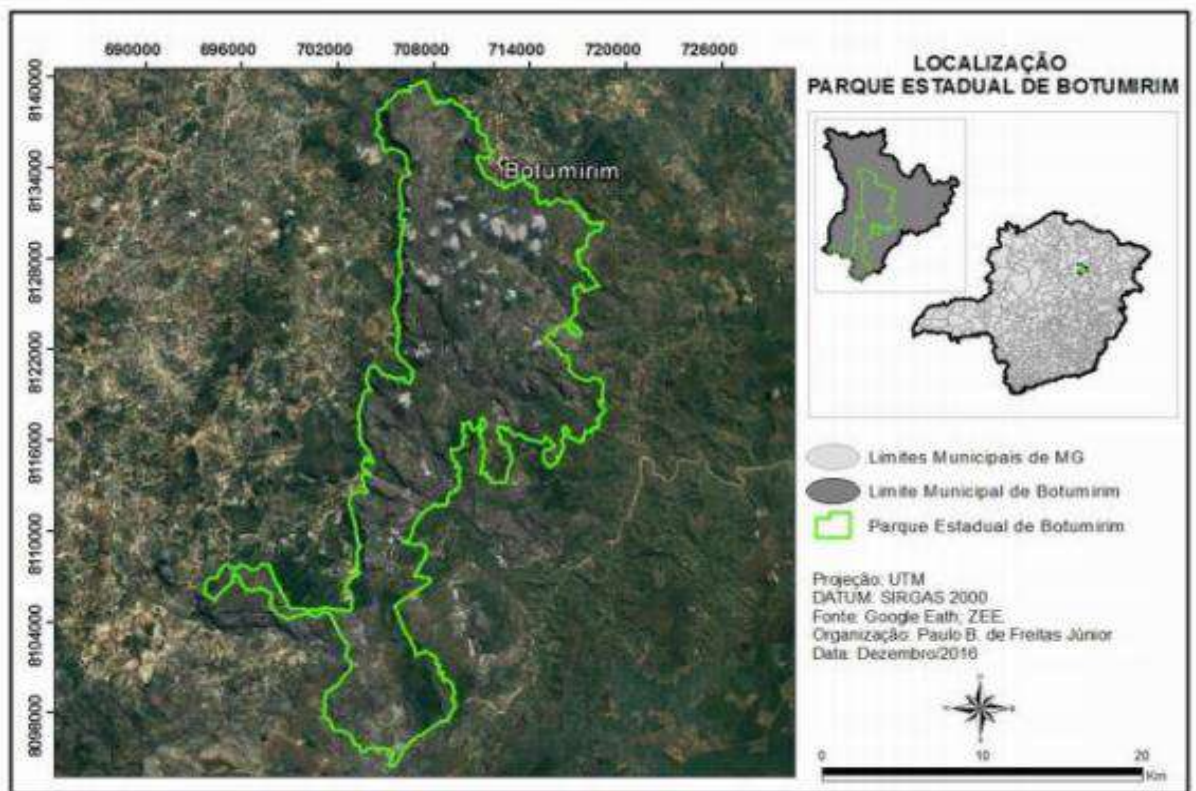 690000 696000 702000 708000 714000 720000 726000
8140000
8134000
8128000
8122000
8116000
8110000
8104000
8098000
Botumirim
LOCALIZAÇÃO
PARQUE ESTADUAL DE BOTUMIRIM
Limites Municipais de MG
Limite Municipal de Botumirim
Parque Estadual de Botumirim
Projeção: UTM
DATUM: SIRGAS 2000
Fonte: Google Eath; ZEE.
Organização: Paulo B. de Freitas Júnior
Data: Dezembro/2016
0 10 20
Km